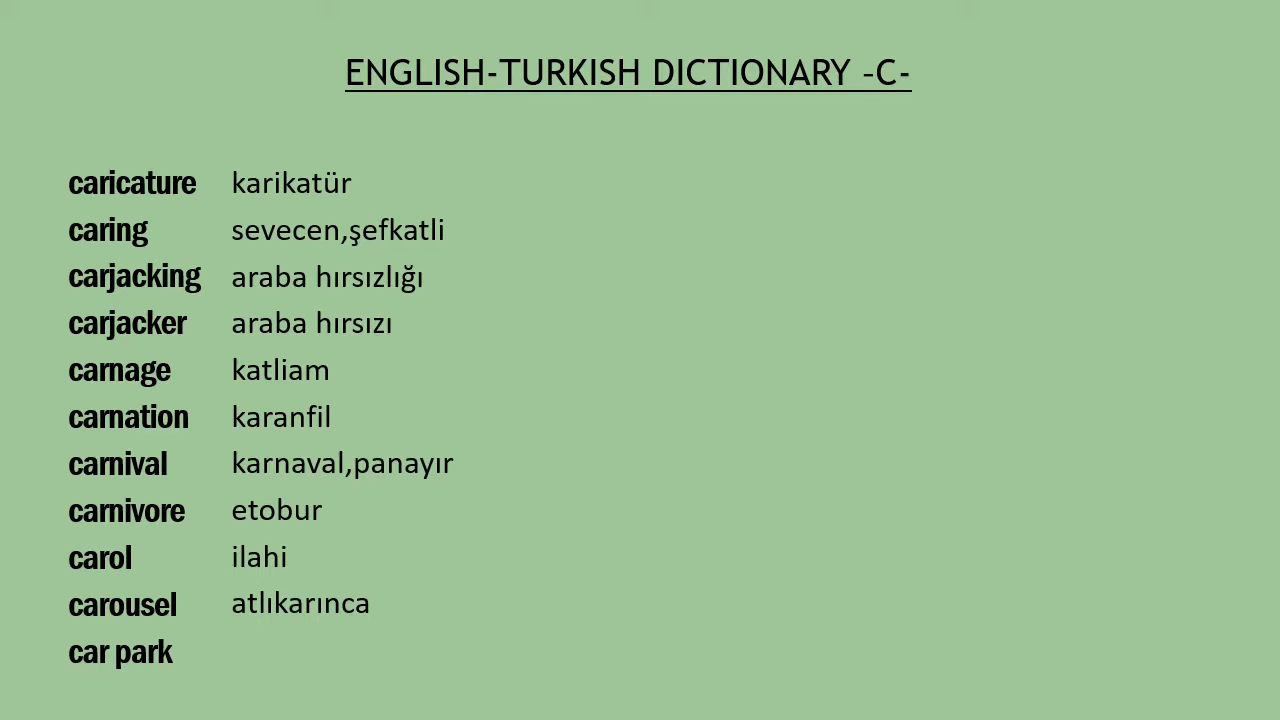 ENGLISH-TURKISH DICTIONARY –C-
caricature karikatür
caring sevecen,şefkatli
carjacking araba hırsızlığı
carjacker araba hırsızı
carnage katliam
carnation karanfil
carnival karnaval,panayır
carnivore etobur
carol ilahi
carousel atlıkarınca
car park